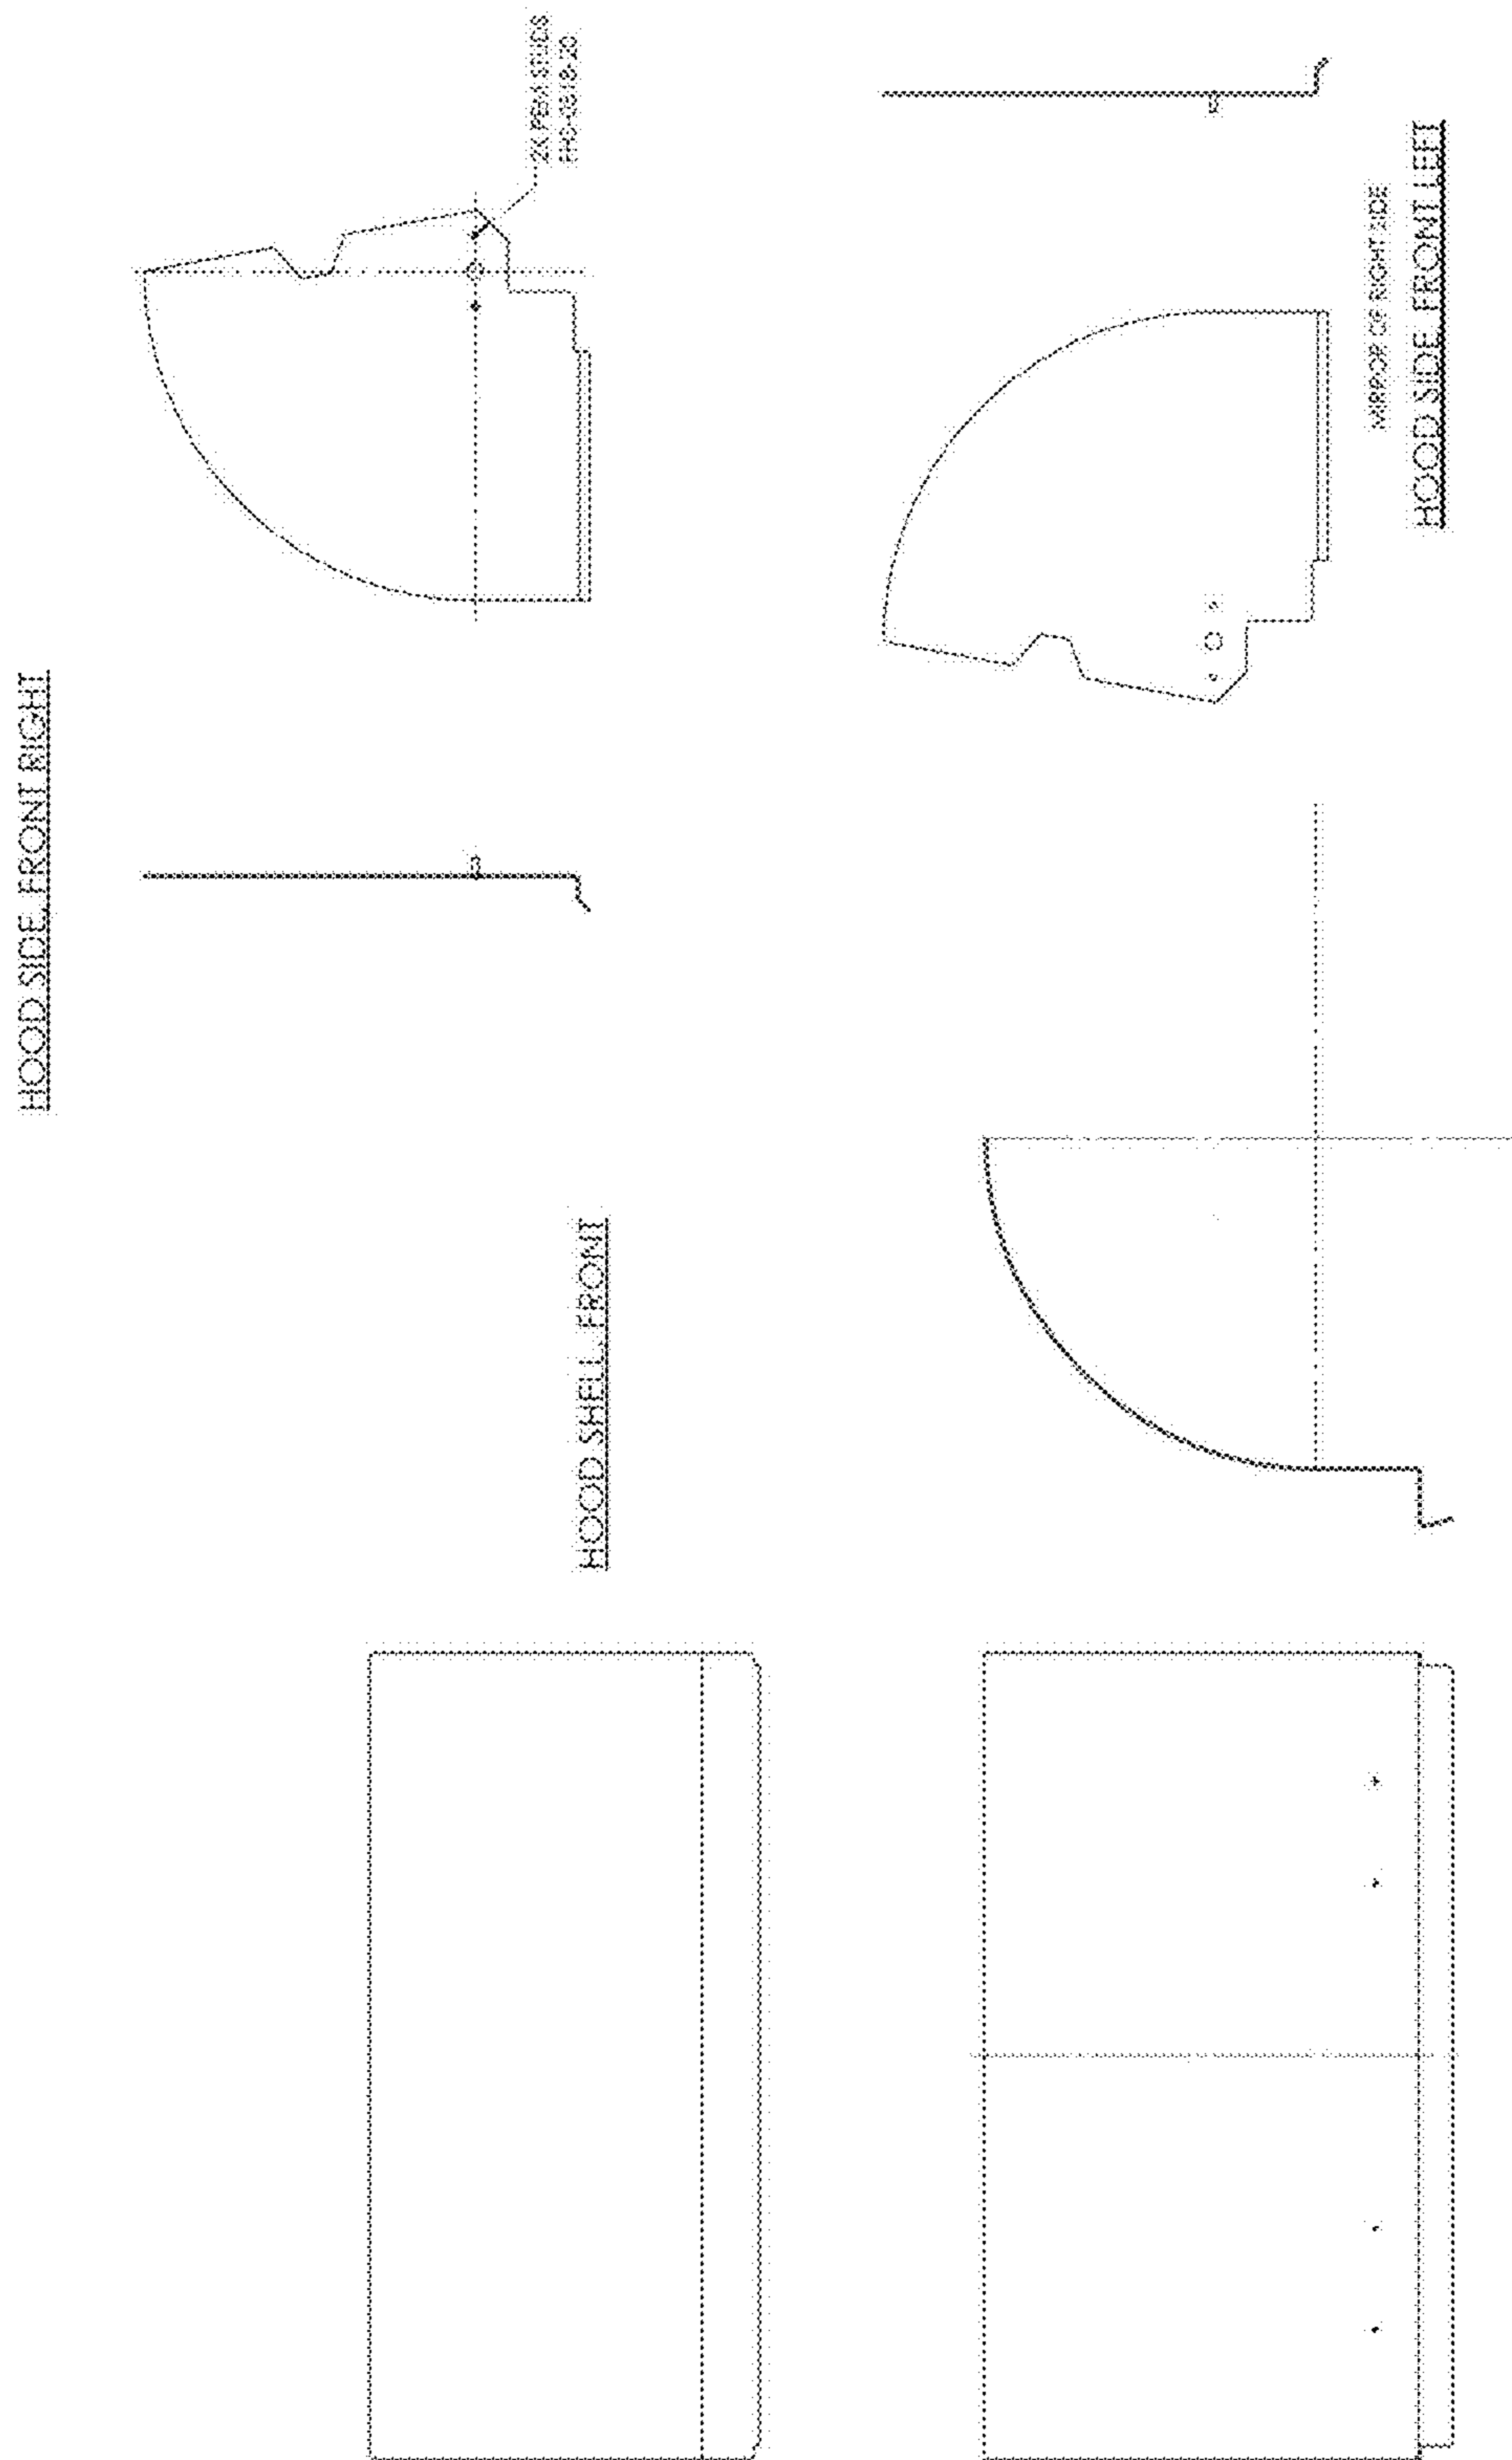 HOOD SIDE, FRONT RIGHT
2X PEM STUDS
HOOD SHELL, FRONT
MIRROR OF RIGHT SIDE
HOOD SIDE, FRONT LEFT